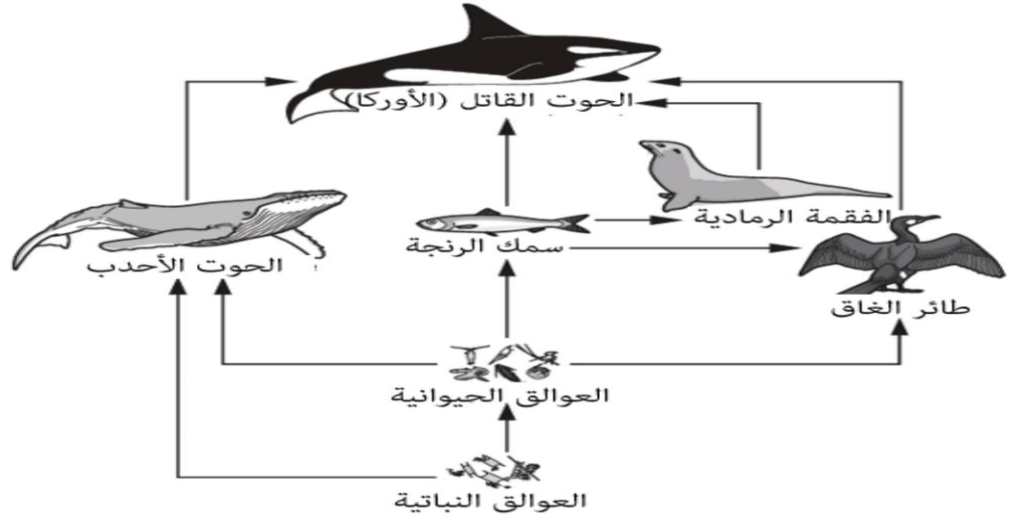 الحوت القاتل (الأوركا)
الفقمة الرمادية
سمك الرنجة
الحوت الأحدب
طائر الغاق
العوالق الحيوانية
العوالق النباتية